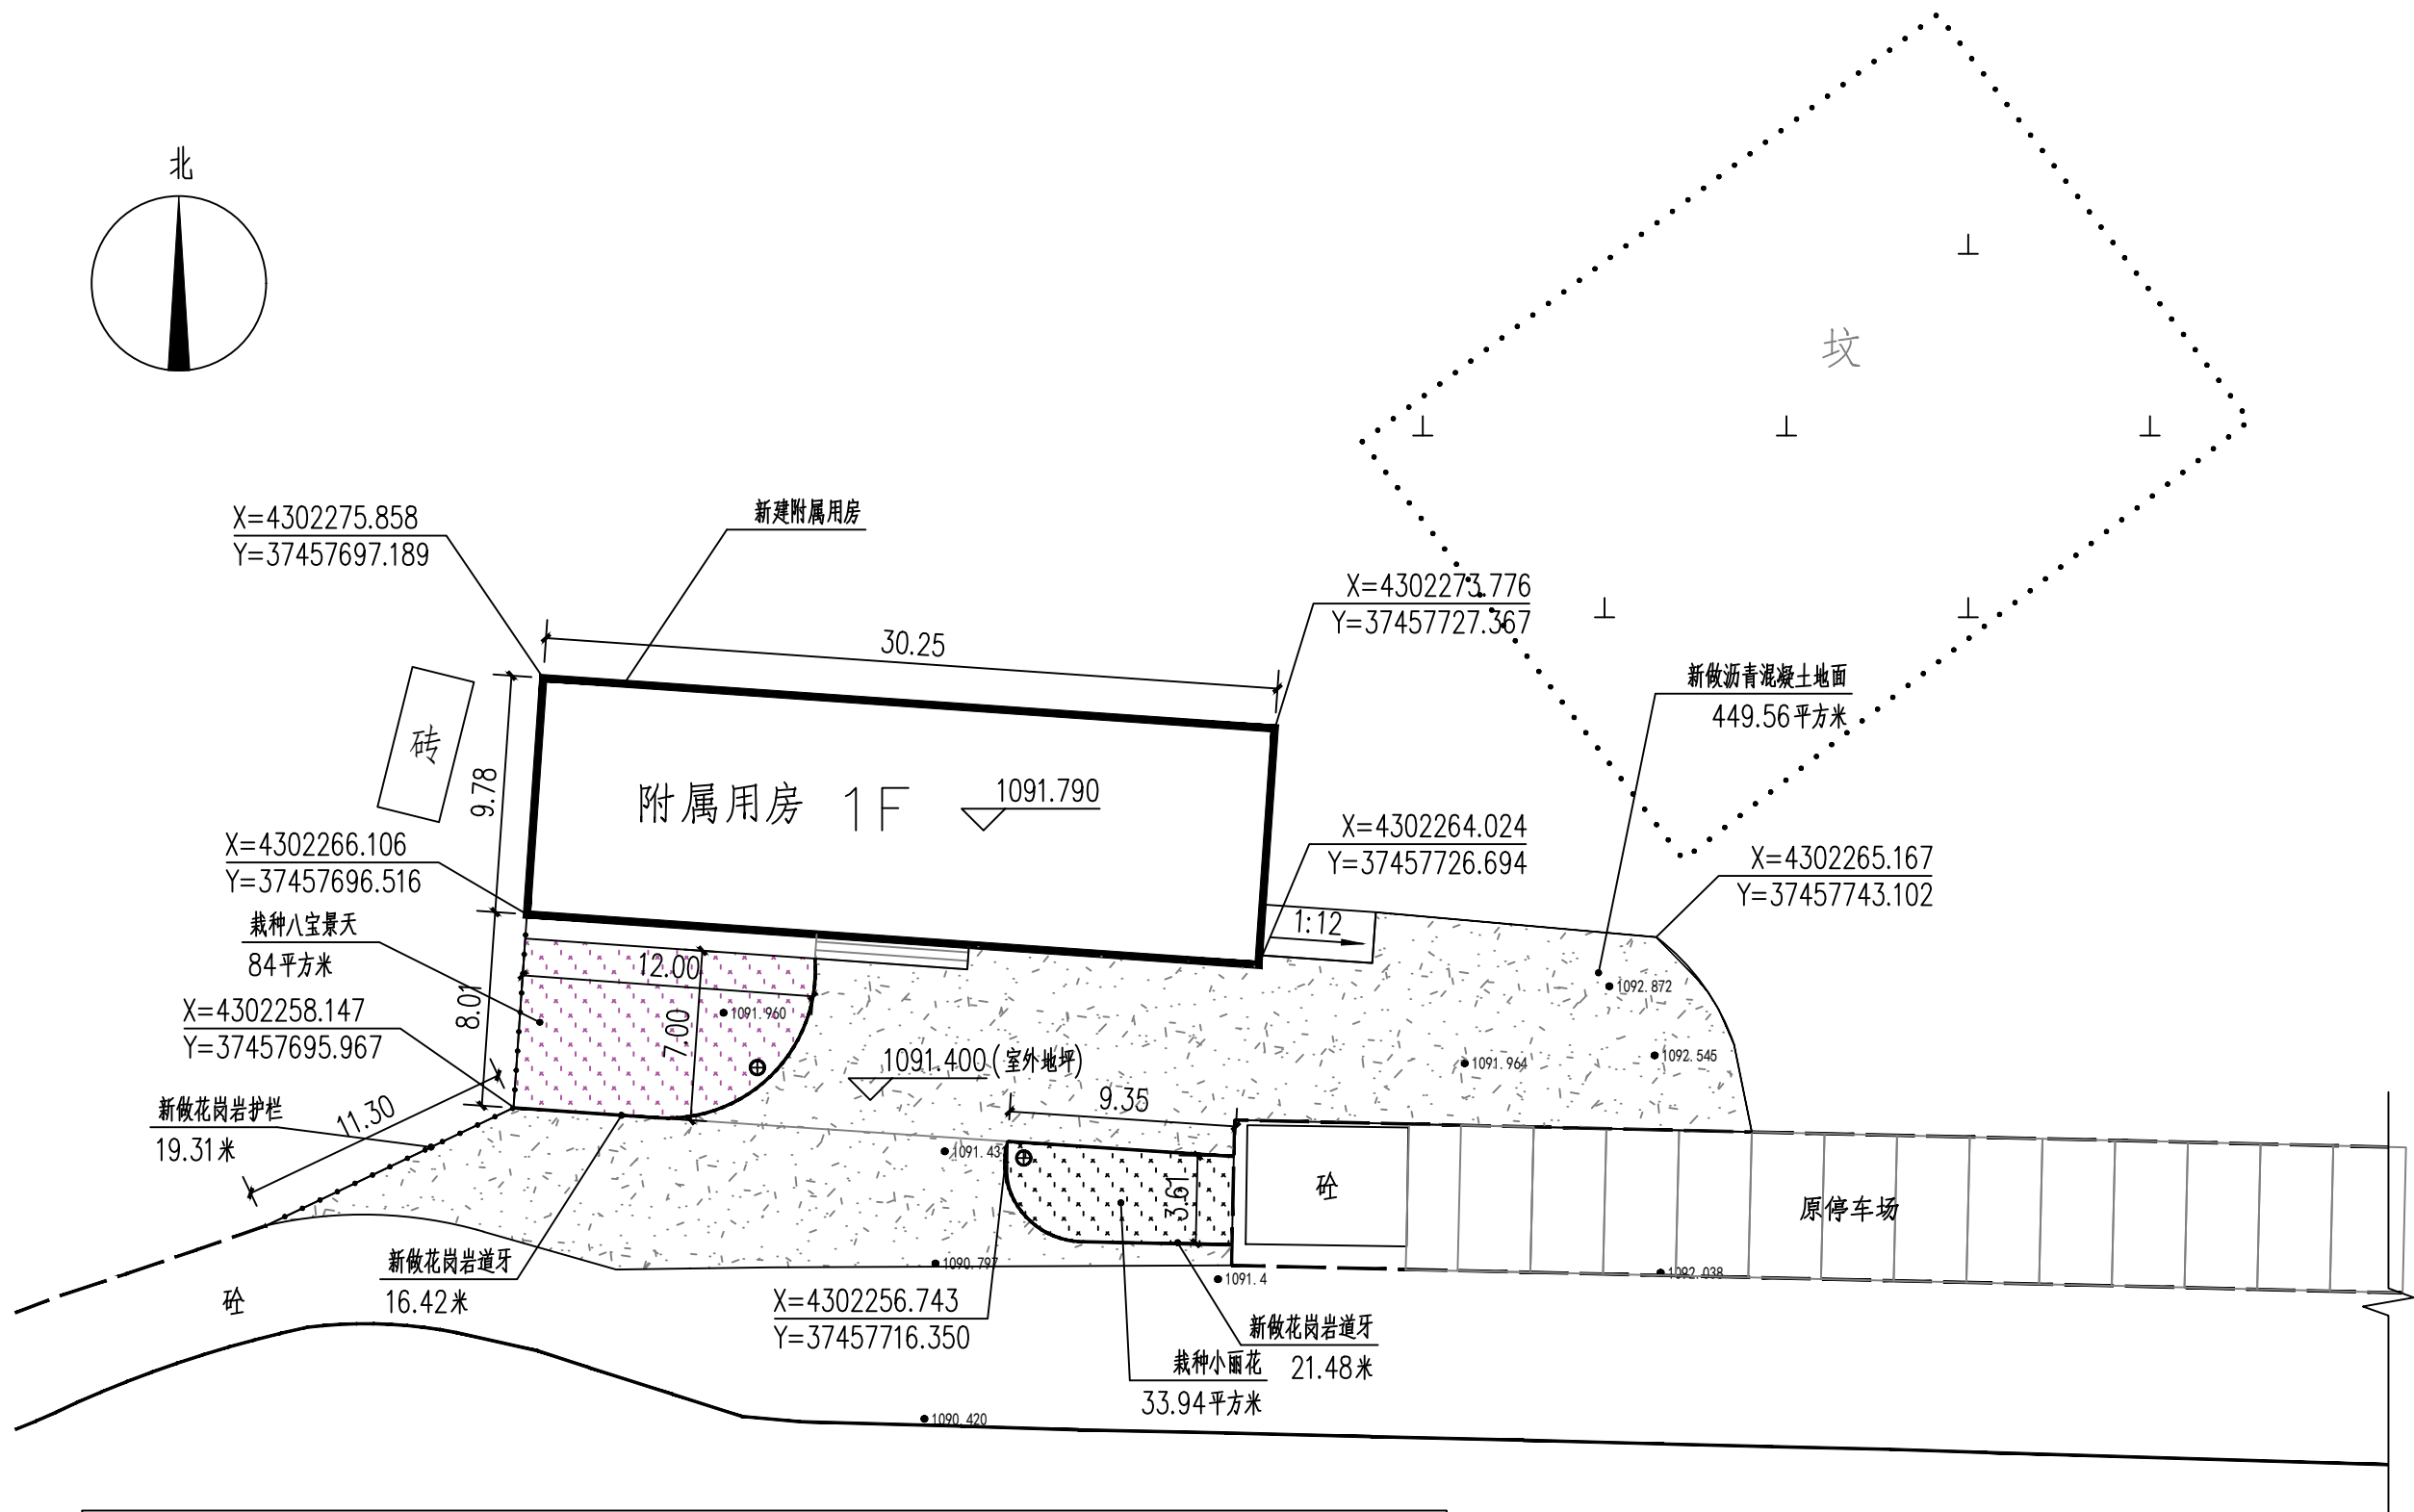 北
坟
X=4302275.858
Y=37457697.189
新建附属用房
X=4302273.776
Y=37457727.367
30.25
新做沥青混凝土地面
449.56平方米
砖
9.78
附属用房 1F
1091.790
X=4302264.024
Y=37457726.694
X=4302266.106
Y=37457696.516
X=4302265.167
Y=37457743.102
1:12
栽种八宝景天
84平方米
12.00
7.00
1091.960
1092.872
8.01
X=4302258.147
Y=37457695.967
1091.400(室外地坪)
1091.964
1092.545
新做花岗岩护栏
19.31米
11.30
9.35
1091.43
3.61
砼
原停车场
新做花岗岩道牙
16.42米
1090.797
1091.4
1092.038
砼
X=4302256.743
Y=37457716.350
新做花岗岩道牙
21.48米
栽种小丽花
33.94平方米
1090.420